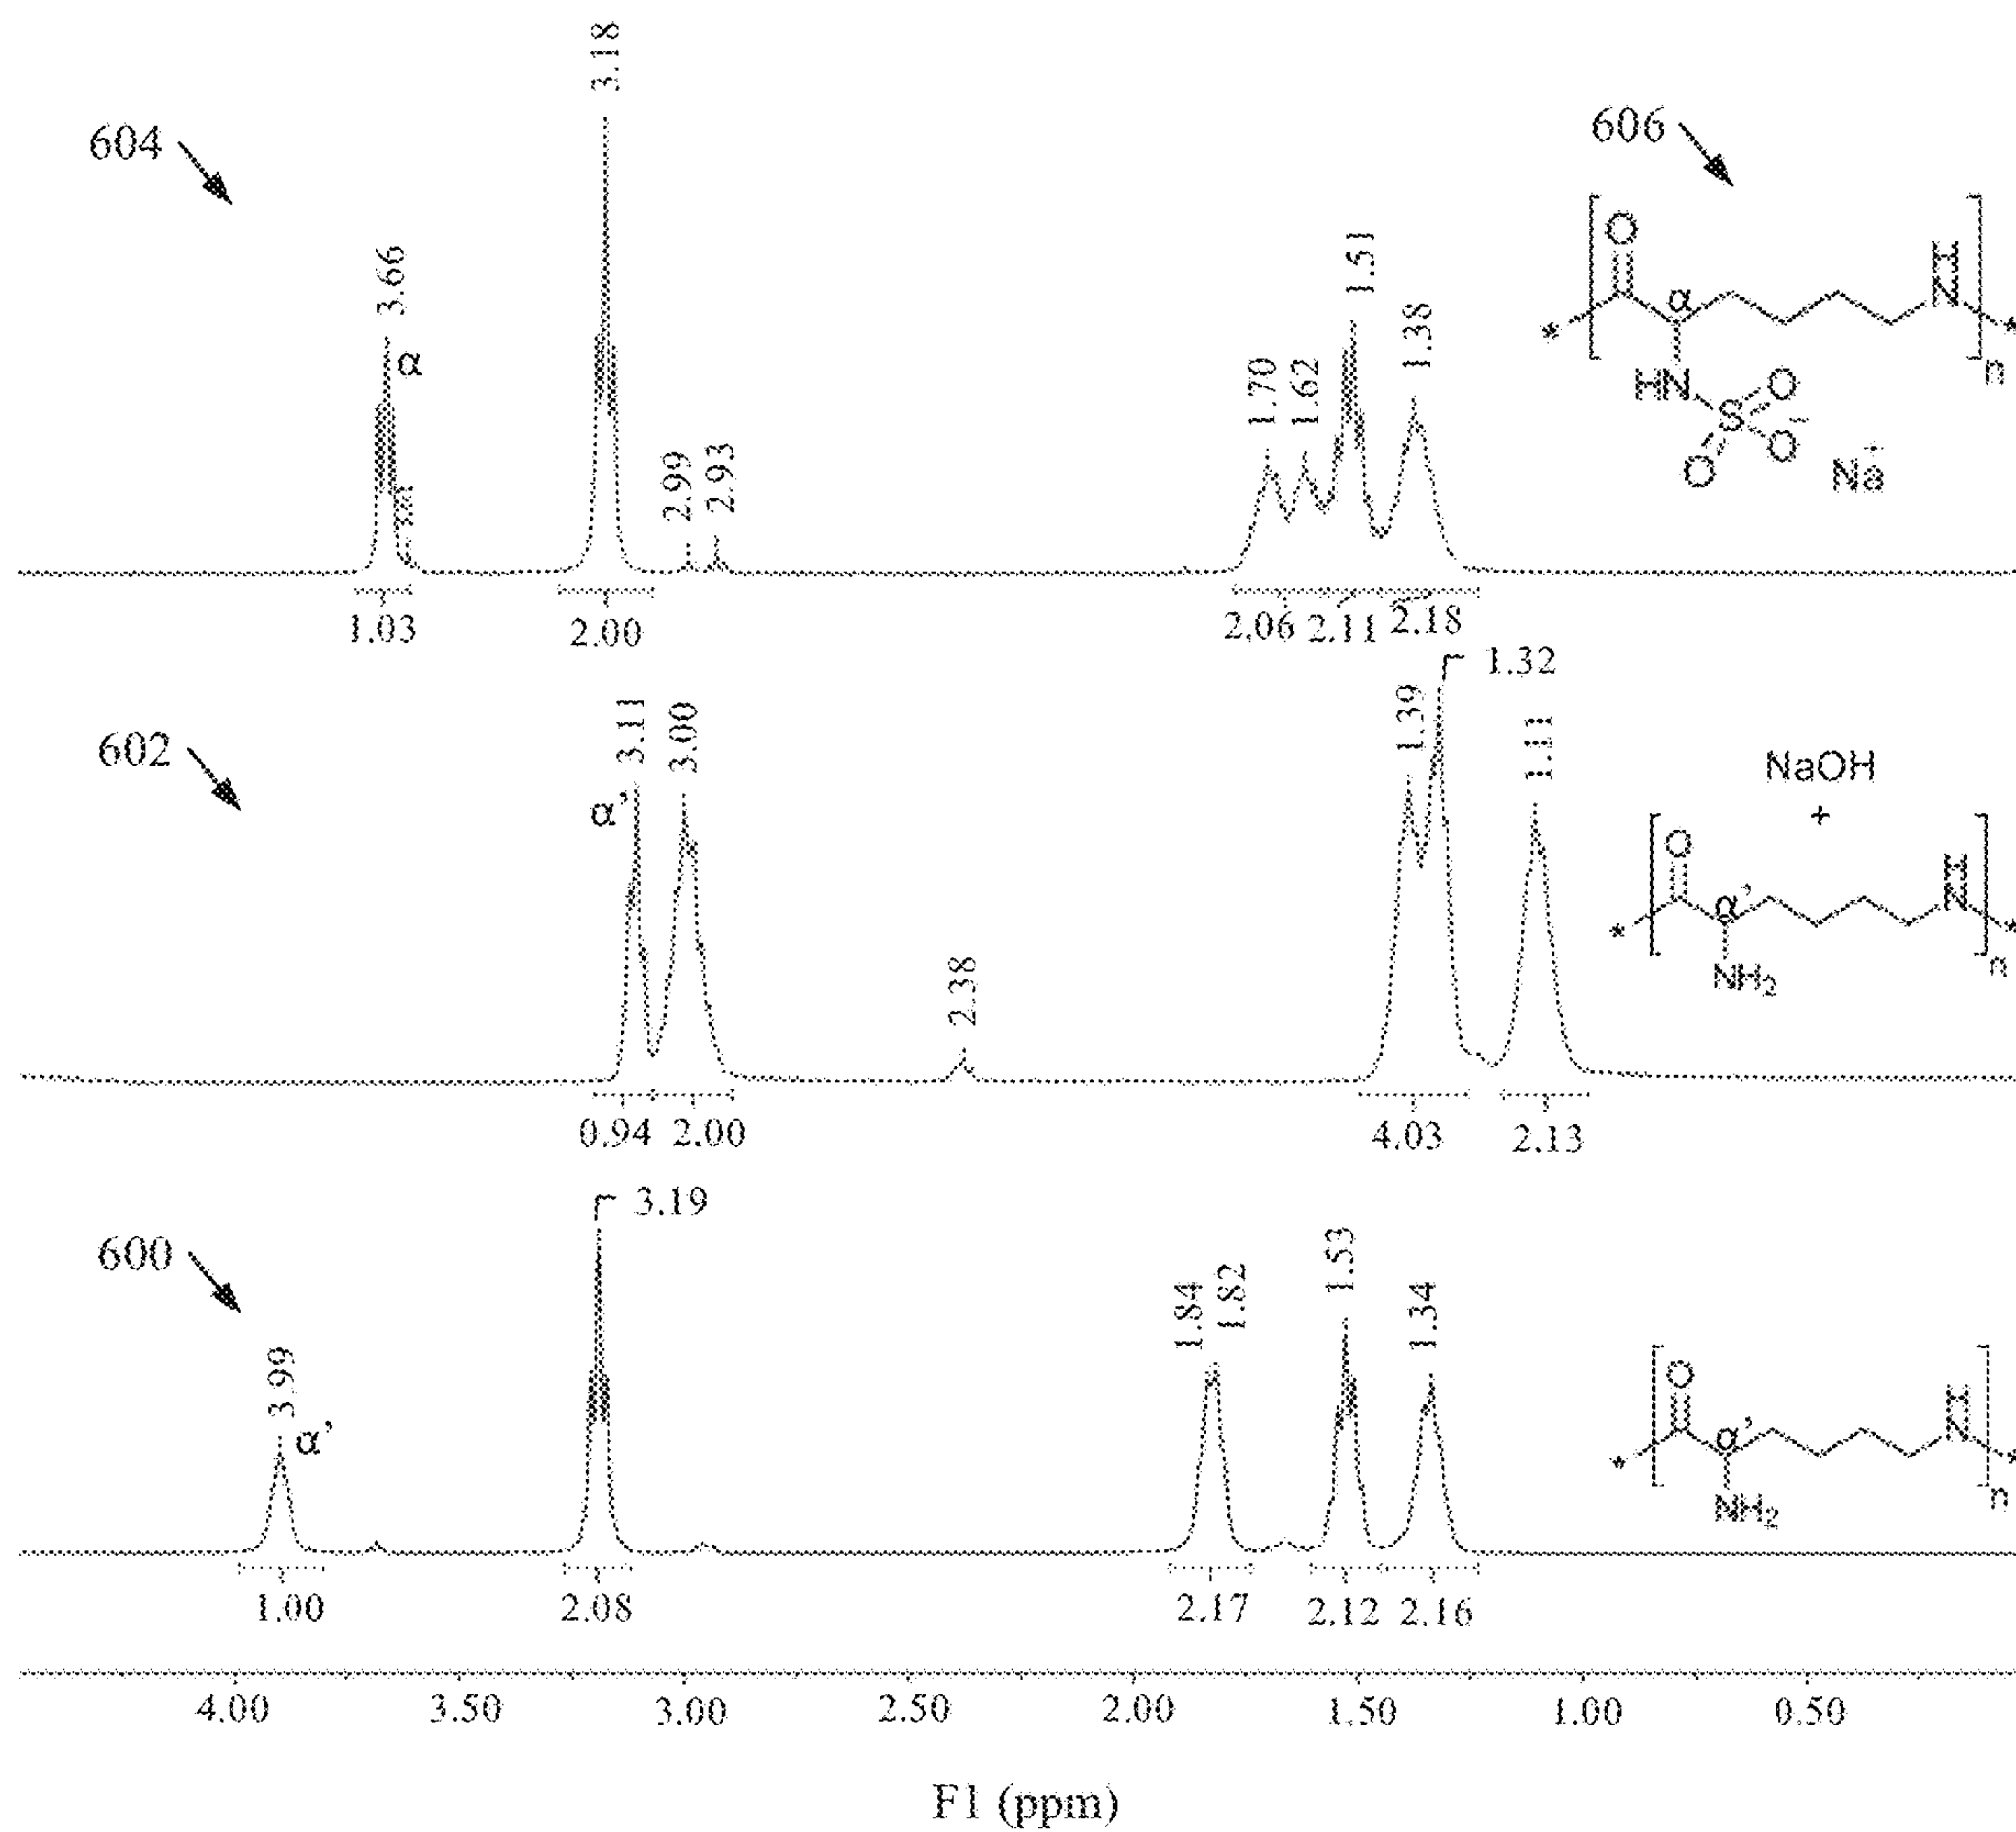 604
3.66
α
3.18
2.99
2.93
1.70
1.62
1.51
1.38
606
O
α
H
N
*
*
n
HN
S
O
O
O
-
+
Na
1.03
2.00
2.06
2.11
2.18
602
3.11
α’
3.00
2.38
1.39
1.32
1.11
NaOH
+
O
α’
H
N
*
*
n
NH2
0.94
2.00
4.03
2.13
600
3.99
α’
3.19
1.84
1.82
1.53
1.34
O
α’
H
N
*
*
n
NH2
1.00
2.08
2.17
2.12
2.16
4.00 3.50 3.00 2.50 2.00 1.50 1.00 0.50
F1 (ppm)